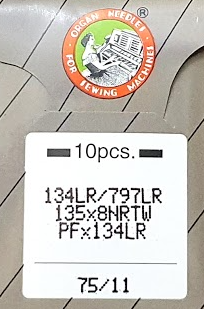 ORGAN NEEDLES
®
FOR SEWING MACHINES
10pcs.
134LR/797LR
135x8NRTW
PFx134LR
75/11